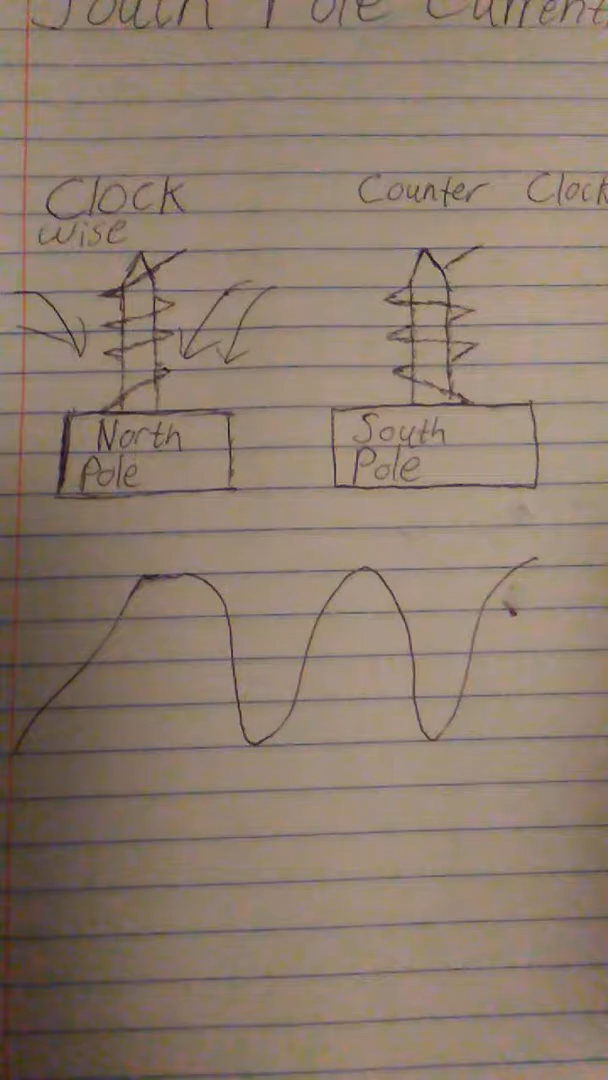 South Pole Current
Clock
wise
Counter Clock
North
Pole
South
Pole